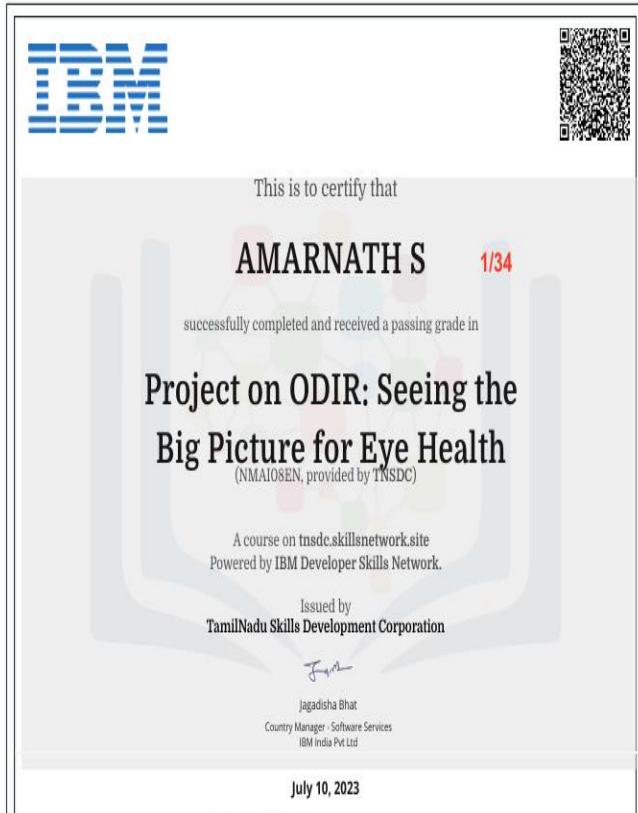 IBM
This is to certify that
AMARNATH S 1/34
successfully completed and received a passing grade in
Project on ODIR: Seeing the
Big Picture for Eye Health
(NMAIO8EN, provided by TNSDC)
A course on tnsdc.skillsnetwork.site
Powered by IBM Developer Skills Network.
Issued by
TamilNadu Skills Development Corporation
Jagadisha Bhat
Country Manager - Software Services
IBM India Pvt Ltd
July 10, 2023